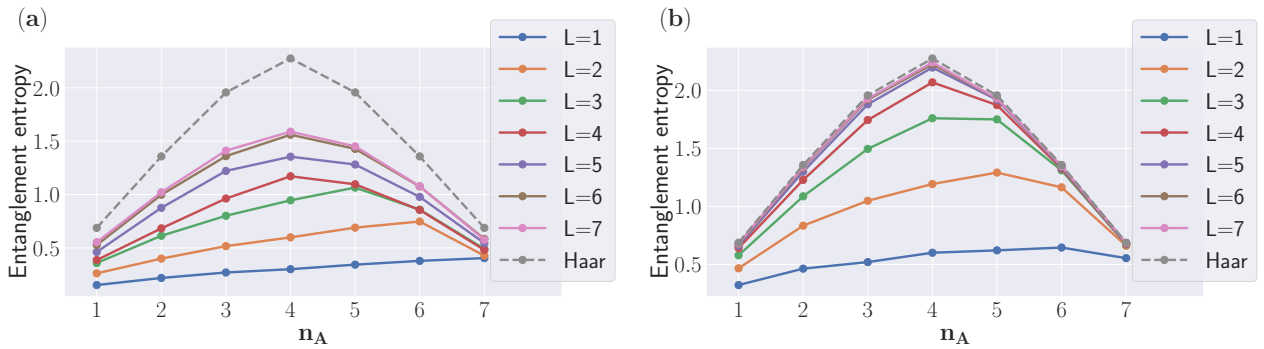 (a)
Entanglement entropy
2.0
1.5
1.0
0.5
1 2 3 4 5 6 7
n_A
L=1
L=2
L=3
L=4
L=5
L=6
L=7
Haar
(b)
Entanglement entropy
2.0
1.5
1.0
0.5
1 2 3 4 5 6 7
n_A
L=1
L=2
L=3
L=4
L=5
L=6
L=7
Haar